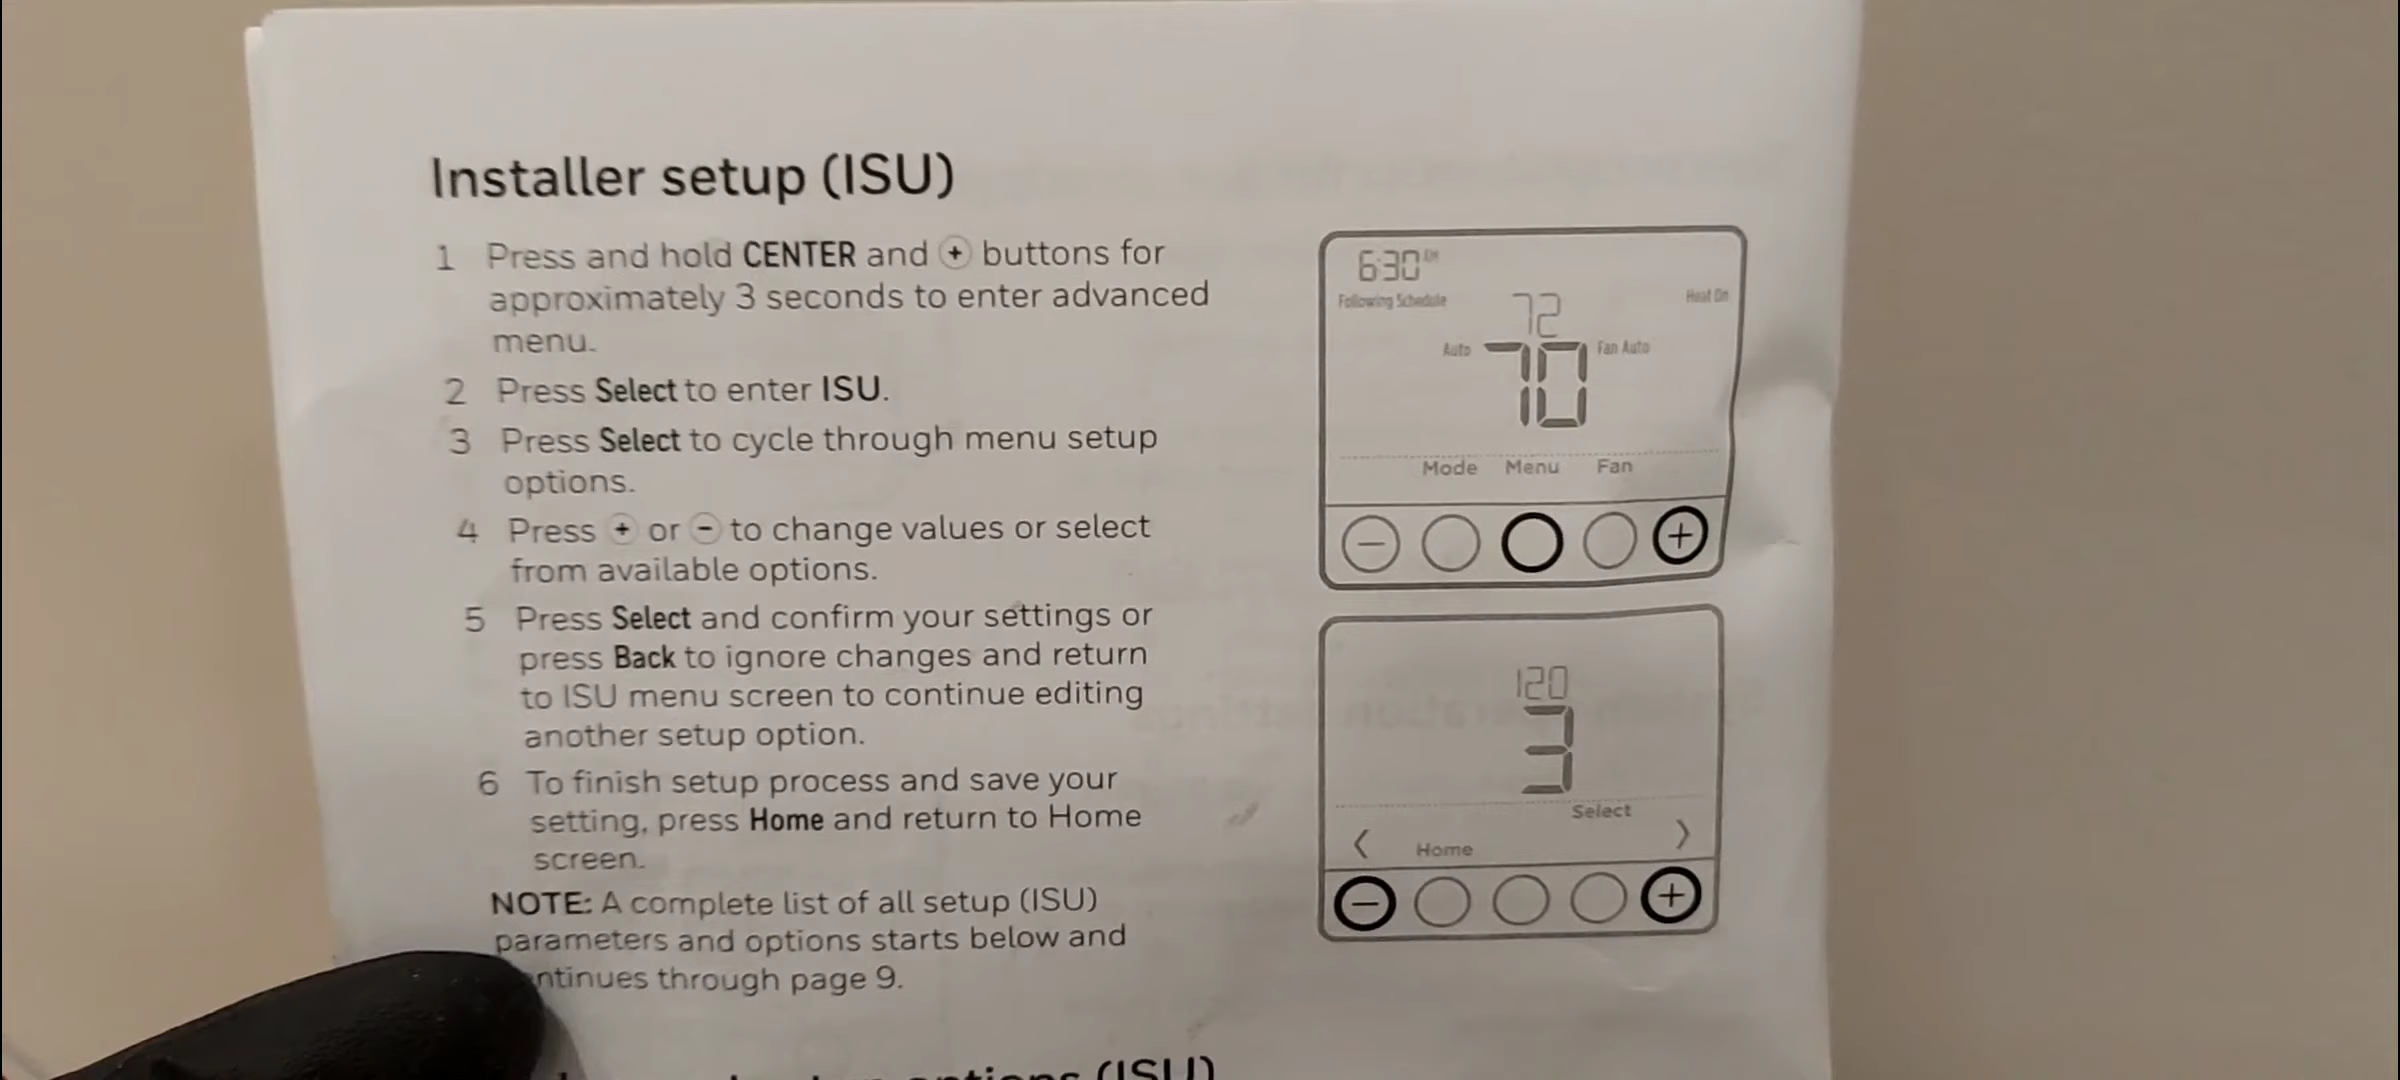 Installer setup (ISU)
1 Press and hold CENTER and + buttons for
approximately 3 seconds to enter advanced
menu.
2 Press Select to enter ISU.
3 Press Select to cycle through menu setup
options.
4 Press + or − to change values or select
from available options.
5 Press Select and confirm your settings or
press Back to ignore changes and return
to ISU menu screen to continue editing
another setup option.
6 To finish setup process and save your
setting, press Home and return to Home
screen.
NOTE: A complete list of all setup (ISU)
parameters and options starts below and
ntinues through page 9.
options (ISU)
6:30
Following Schedule
72
Heat On
Auto
70
Fan Auto
Mode Menu Fan
− +
120
3
Select
< Home >
− +